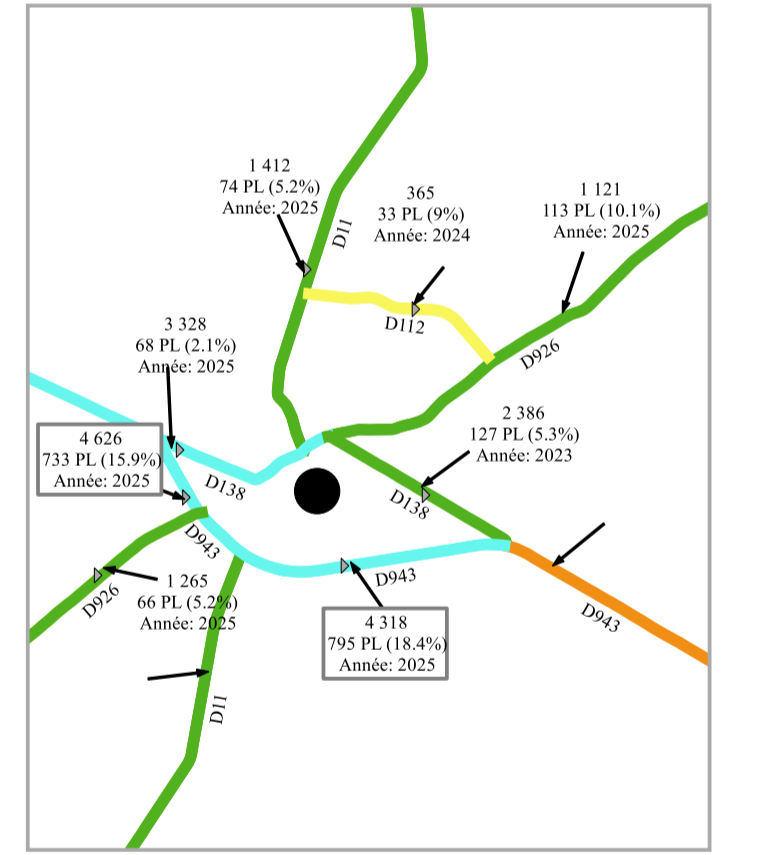 1 412
74 PL (5.2%)
Année: 2025
D11
365
33 PL (9%)
Année: 2024
D112
1 121
113 PL (10.1%)
Année: 2025
D926
3 328
68 PL (2.1%)
Année: 2025
4 626
733 PL (15.9%)
Année: 2025
D138
2 386
127 PL (5.3%)
Année: 2023
D138
D943
D926
1 265
66 PL (5.2%)
Année: 2025
D943
4 318
795 PL (18.4%)
Année: 2025
D943
D11